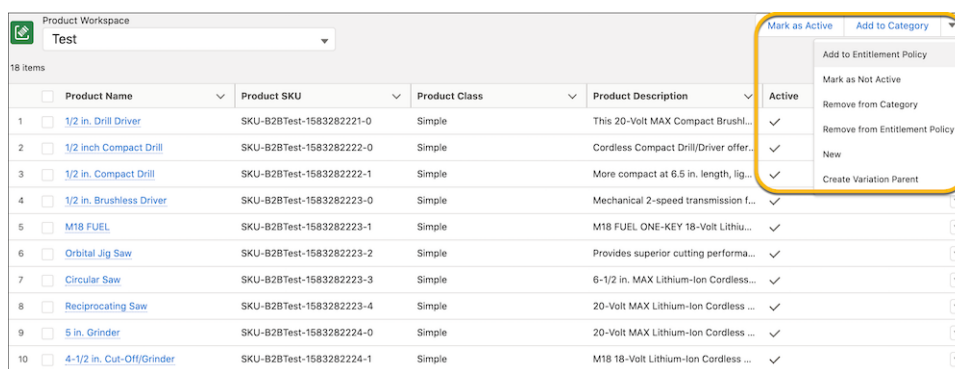 Product Workspace
Test
Mark as Active Add to Category
18 items
Add to Entitlement Policy
Mark as Not Active
Remove from Category
Remove from Entitlement Policy
New
Create Variation Parent
Product Name Product SKU Product Class Product Description Active
1 1/2 in. Drill Driver SKU-B2BTest-1583282221-0 Simple This 20-Volt MAX Compact Brushl...
2 1/2 inch Compact Drill SKU-B2BTest-1583282222-0 Simple Cordless Compact Drill/Driver offer...
3 1/2 in. Compact Drill SKU-B2BTest-1583282222-1 Simple More compact at 6.5 in. length, lig...
4 1/2 in. Brushless Driver SKU-B2BTest-1583282223-0 Simple Mechanical 2-speed transmission f...
5 M18 FUEL SKU-B2BTest-1583282223-1 Simple M18 FUEL ONE-KEY 18-Volt Lithiu...
6 Orbital Jig Saw SKU-B2BTest-1583282223-2 Simple Provides superior cutting performa...
7 Circular Saw SKU-B2BTest-1583282223-3 Simple 6-1/2 in. MAX Lithium-Ion Cordless ...
8 Reciprocating Saw SKU-B2BTest-1583282223-4 Simple 20-Volt MAX Lithium-Ion Cordless ...
9 5 in. Grinder SKU-B2BTest-1583282224-0 Simple 20-Volt MAX Lithium-Ion Cordless ...
10 4-1/2 in. Cut-Off/Grinder SKU-B2BTest-1583282224-1 Simple M18 18-Volt Lithium-Ion Cordless ...